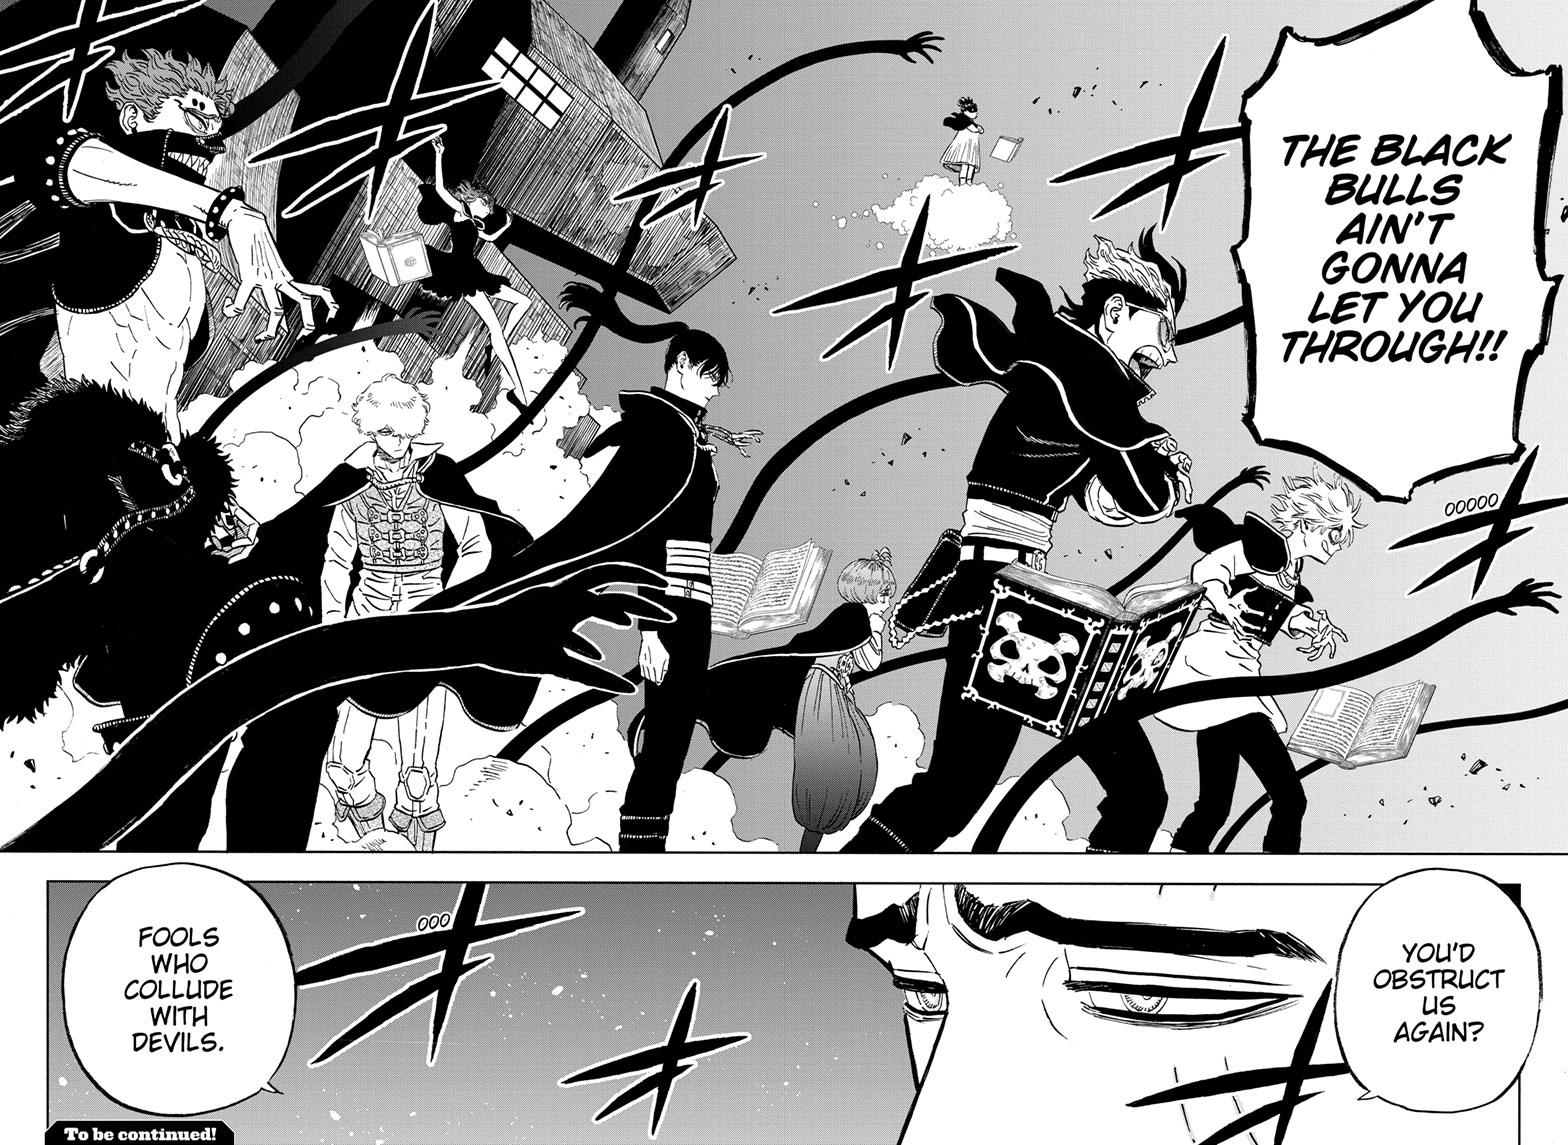 THE BLACK
BULLS
AIN'T
GONNA
LET YOU
THROUGH!!
OOOOO
YOU'D
OBSTRUCT
US
AGAIN?
OOO
FOOLS
WHO
COLLUDE
WITH
DEVILS.
To be continued!